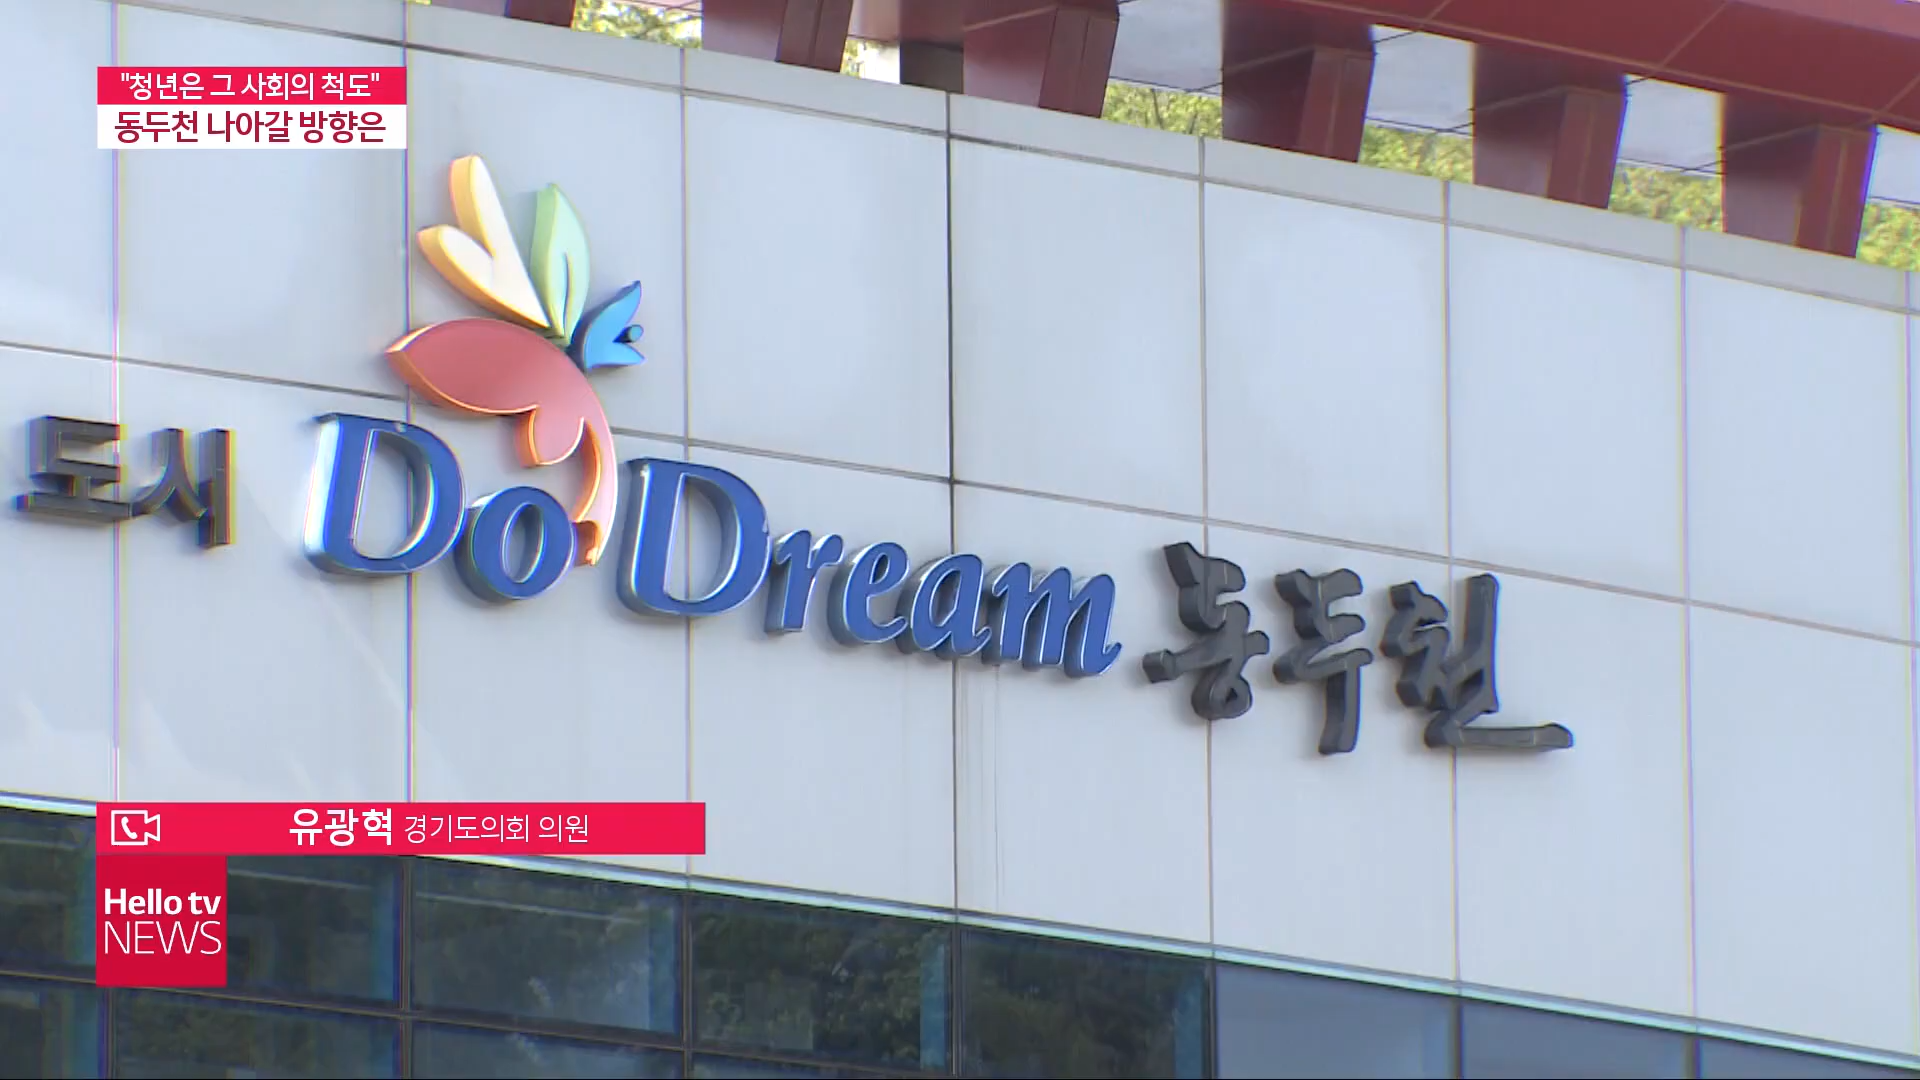 "청년은 그 사회의 척도"
동두천 나아갈 방향은
도시 Do Dream 동두천
유광혁 경기도의회 의원
Hello tv
NEWS